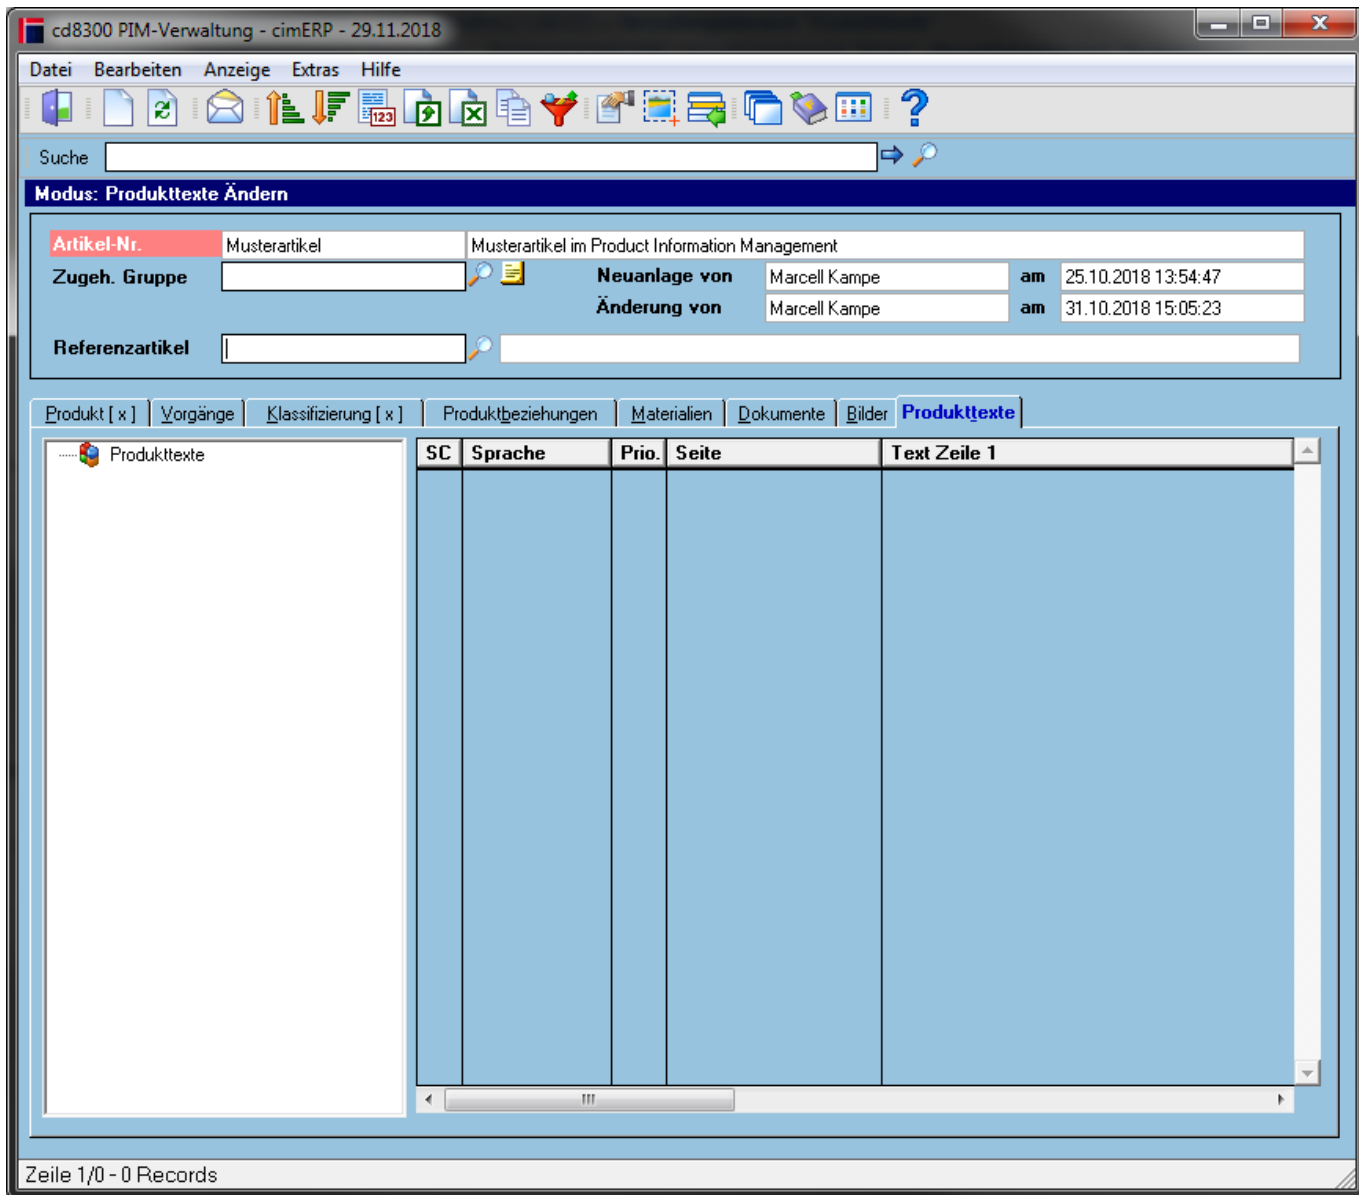 cd8300 PIM-Verwaltung - cimERP - 29.11.2018
Datei Bearbeiten Anzeige Extras Hilfe
123
Suche
Modus: Produkttexte Ändern
Artikel-Nr. Musterartikel Musterartikel im Product Information Management
Zugeh. Gruppe Neuanlage von Marcell Kampe am 25.10.2018 13:54:47
Änderung von Marcell Kampe am 31.10.2018 15:05:23
Referenzartikel
Produkt [ x ] Vorgänge Klassifizierung [ x ] Produktbeziehungen Materialien Dokumente Bilder Produkttexte
Produkttexte SC Sprache Prio. Seite Text Zeile 1
Zeile 1/0 - 0 Records